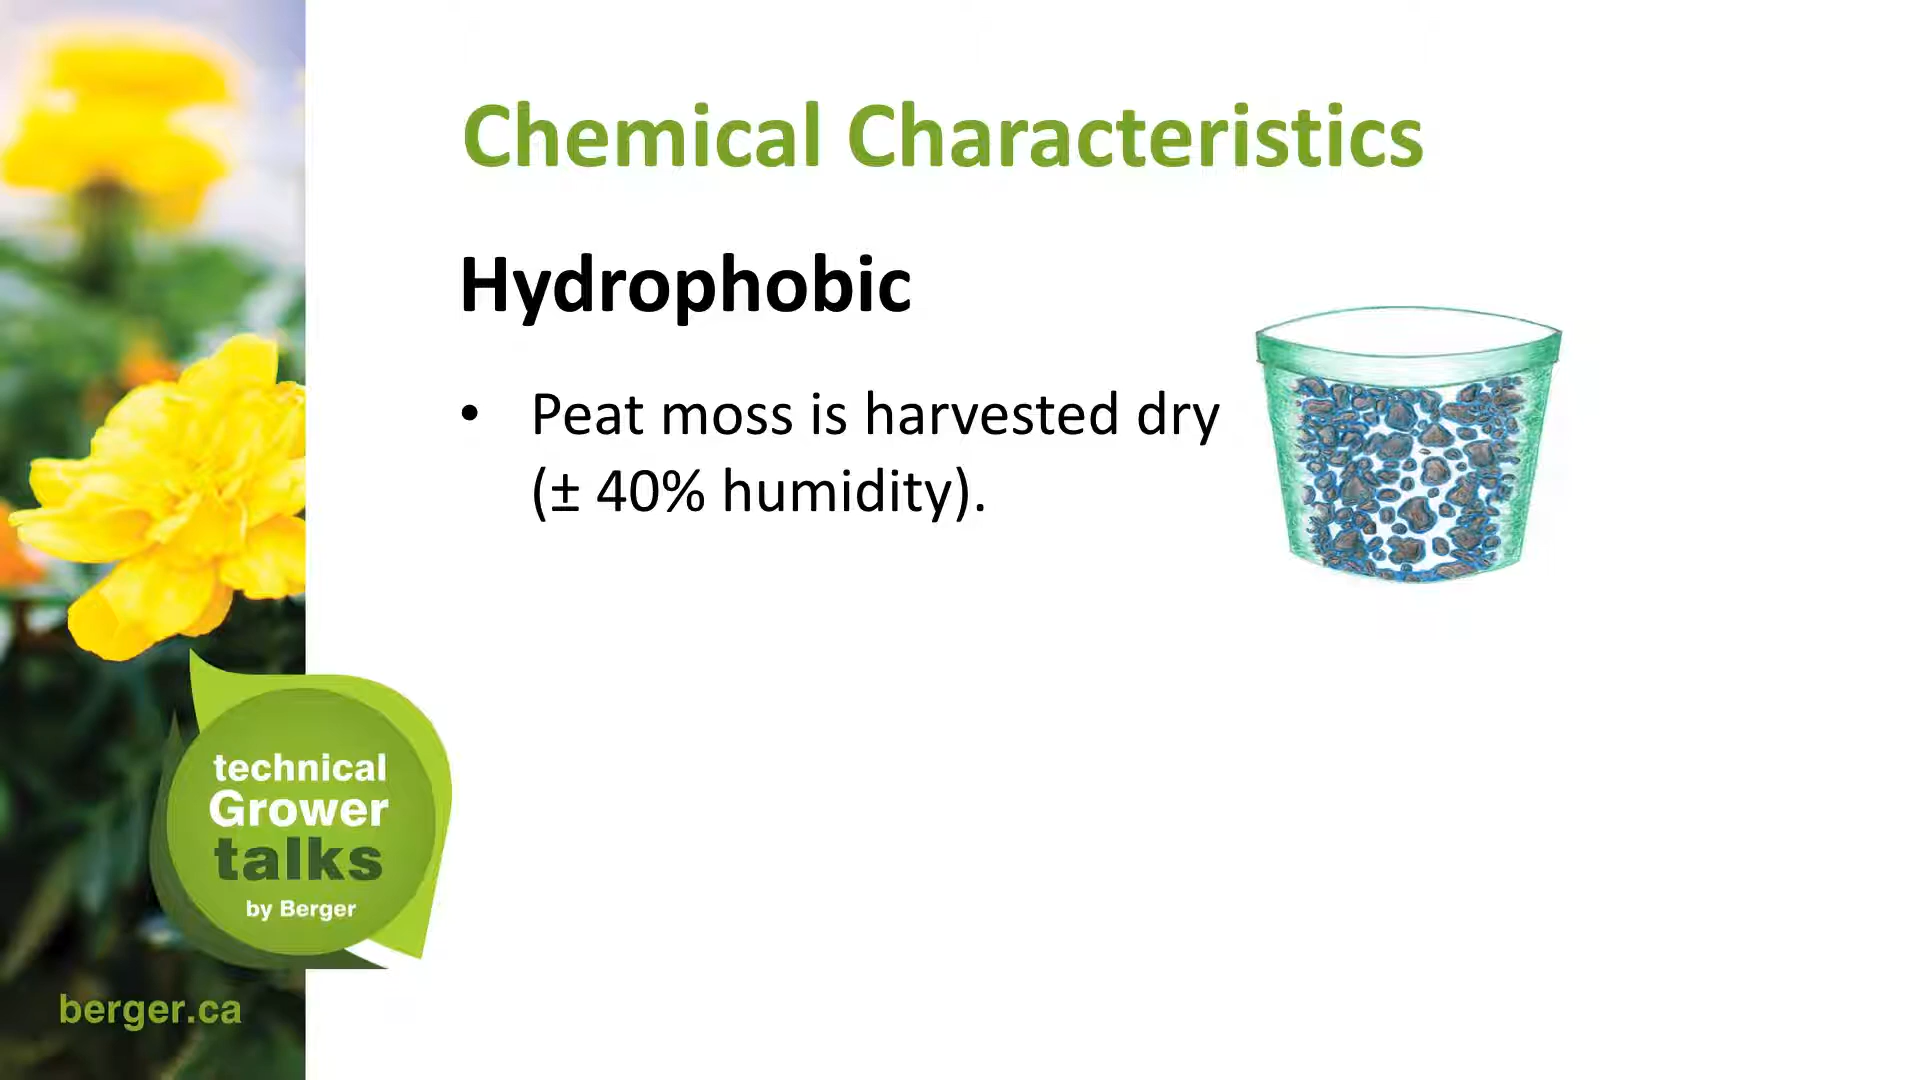 Chemical Characteristics
Hydrophobic
• Peat moss is harvested dry
(± 40% humidity).
technical
Grower
talks
by Berger
berger.ca